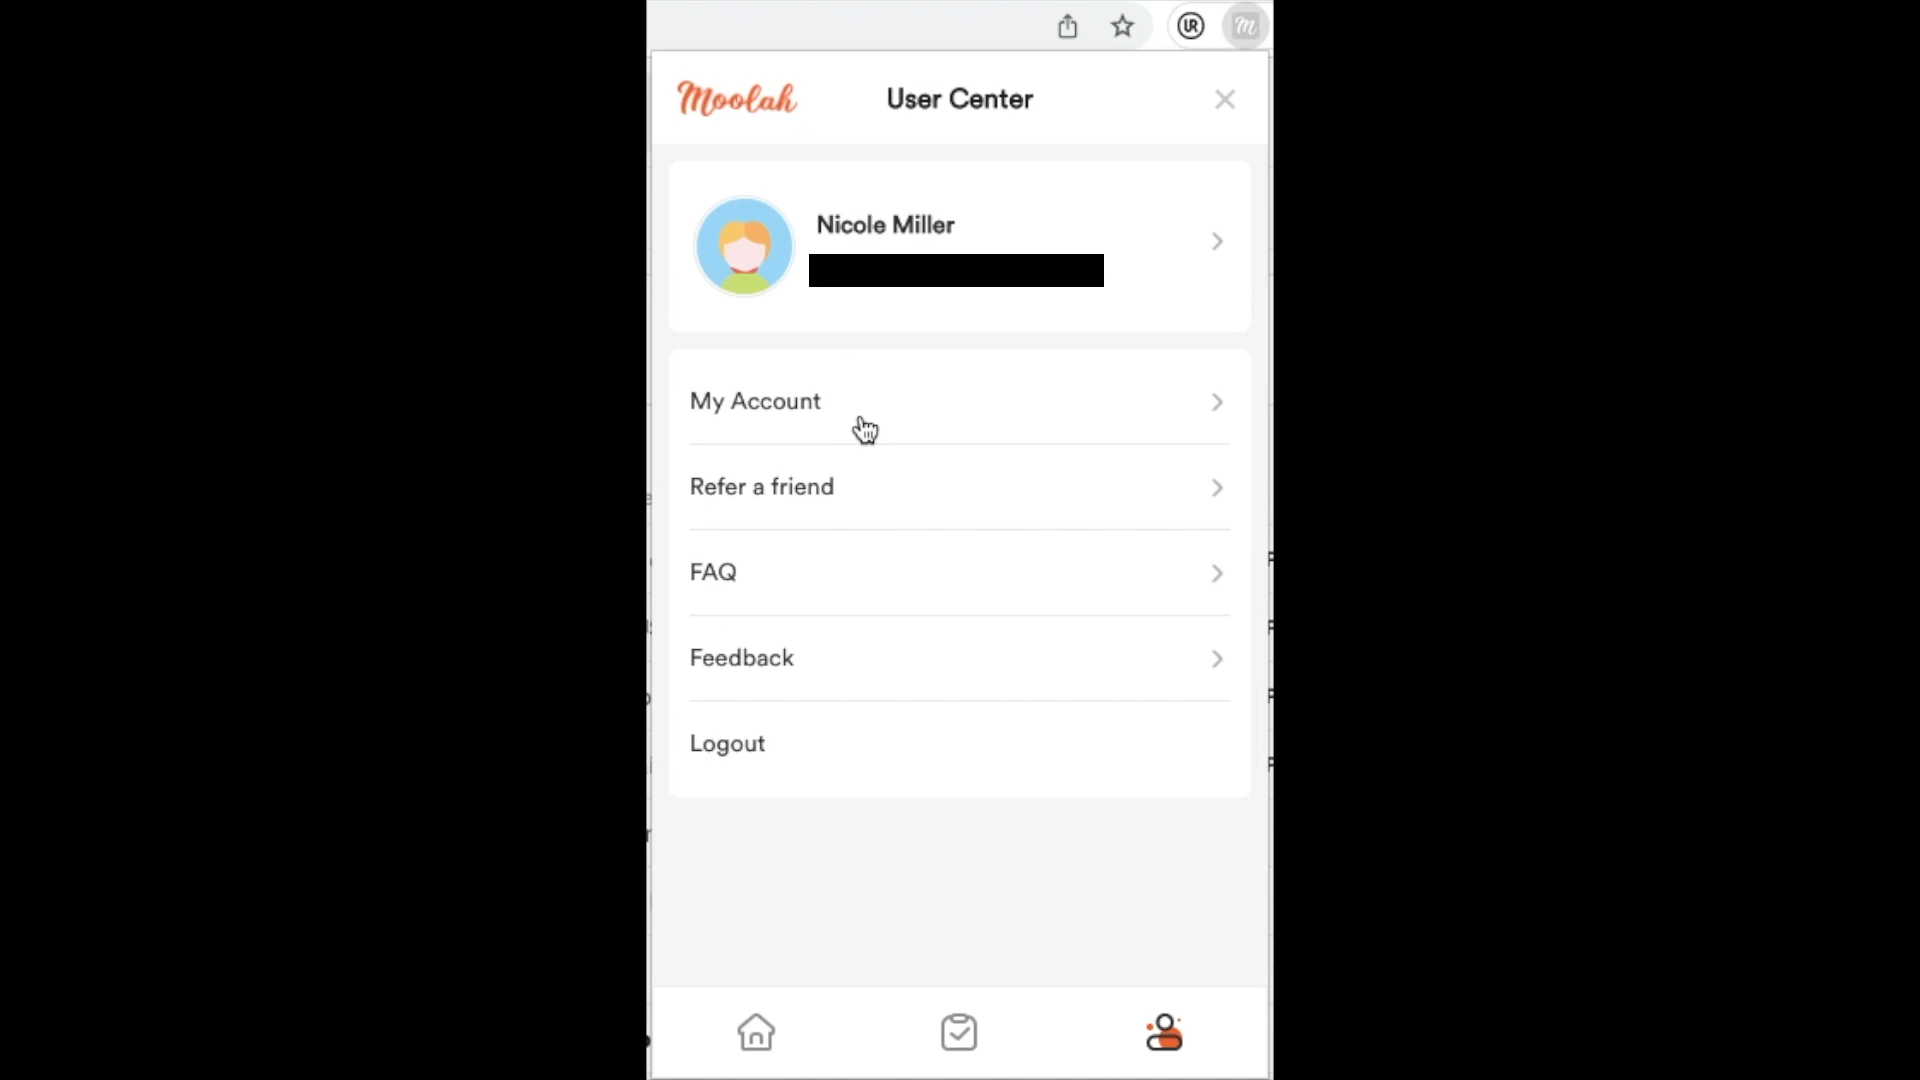 Moolah
User Center
Nicole Miller
My Account
Refer a friend
FAQ
Feedback
Logout